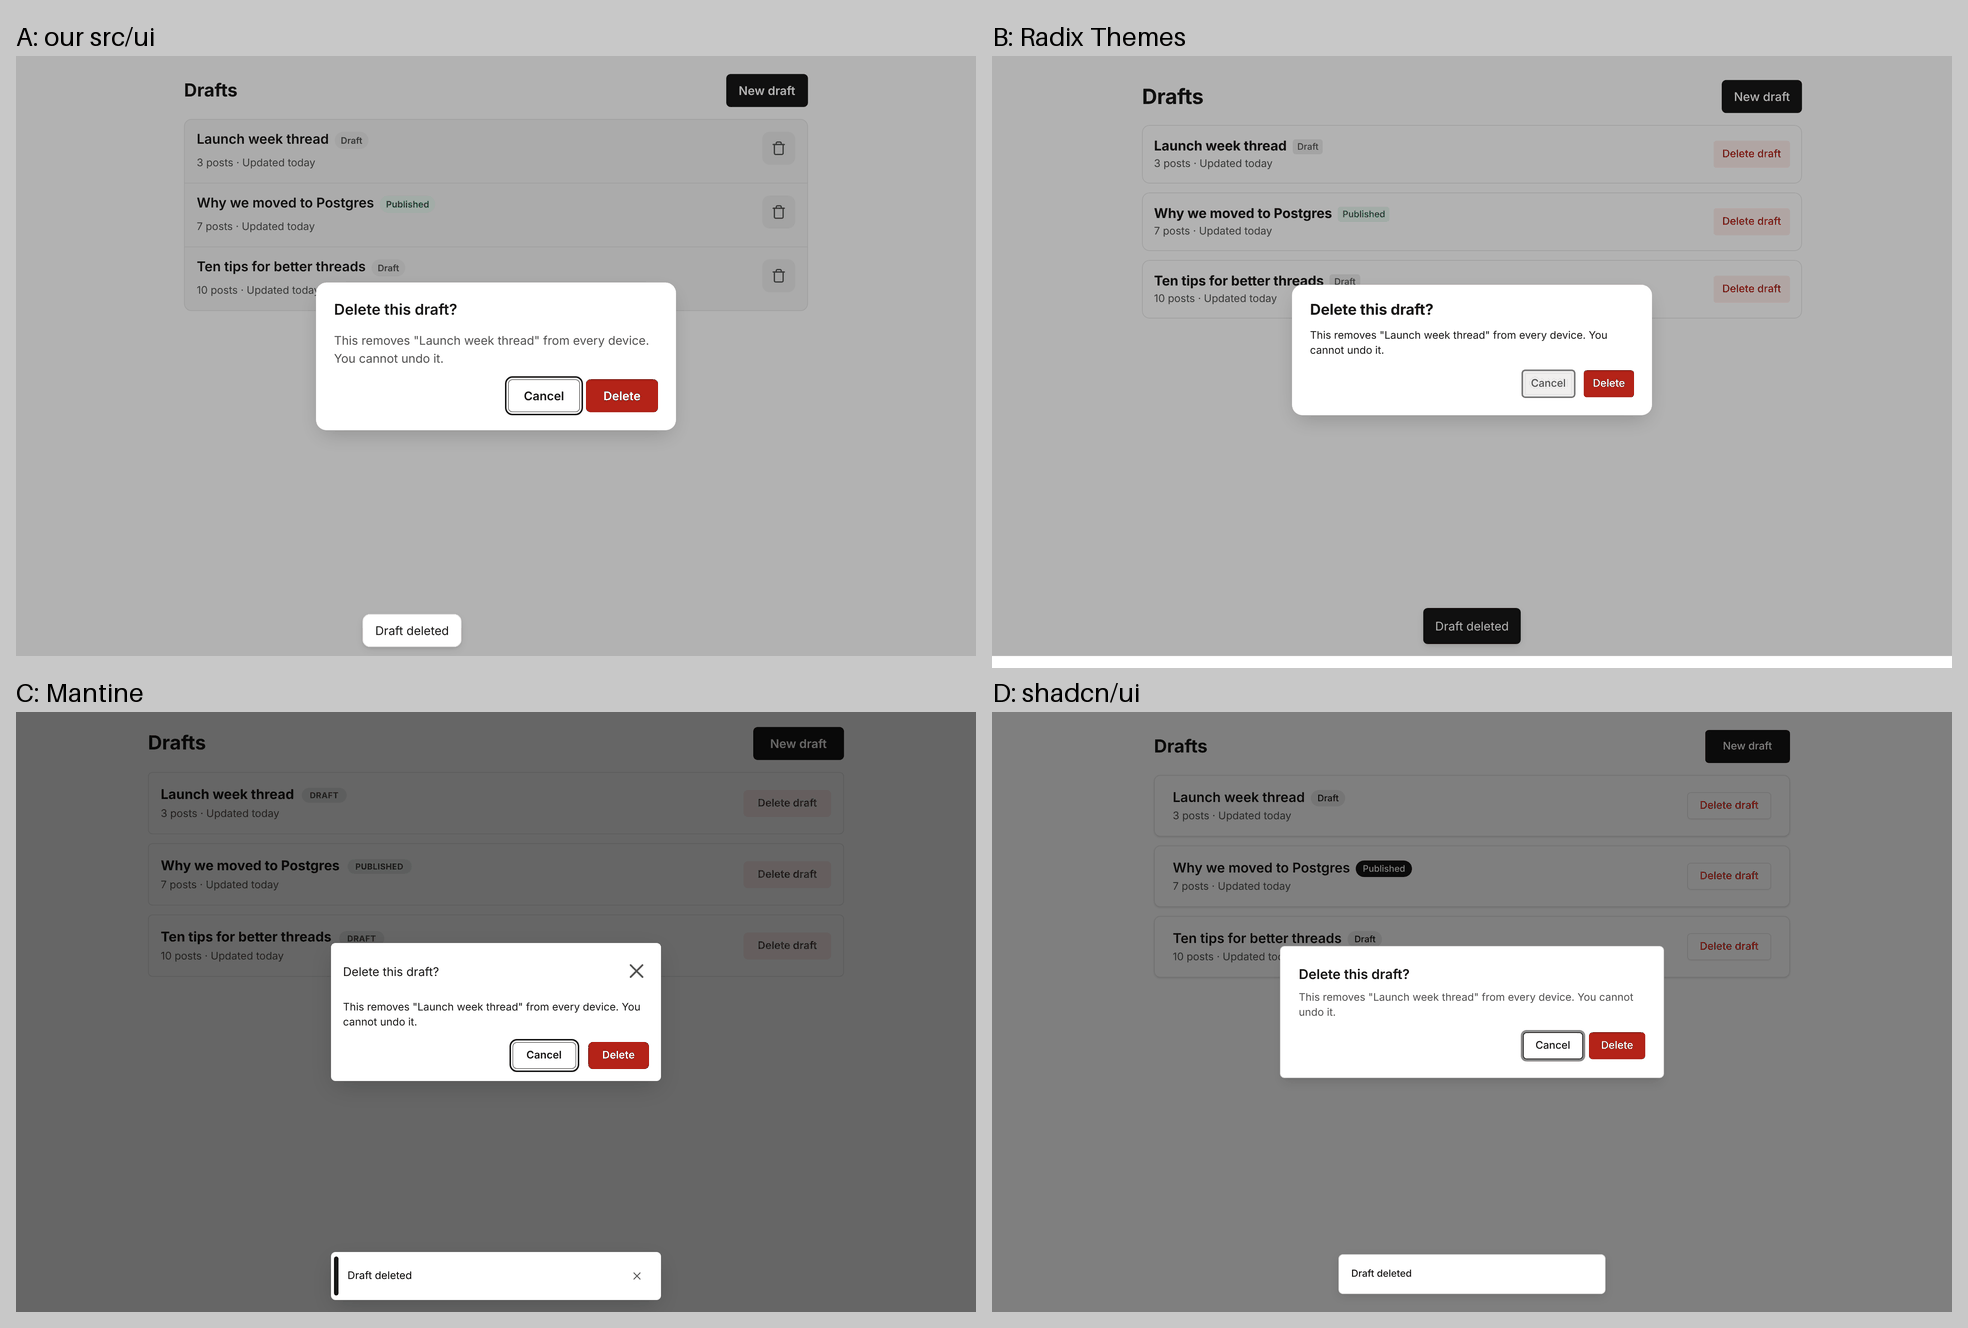 A: our src/ui
Drafts
New draft
Launch week thread Draft
3 posts · Updated today
Why we moved to Postgres Published
7 posts · Updated today
Ten tips for better threads Draft
10 posts · Updated today
Delete this draft?
This removes "Launch week thread" from every device.
You cannot undo it.
Cancel Delete
Draft deleted
B: Radix Themes
Drafts
New draft
Launch week thread Draft
3 posts · Updated today
Delete draft
Why we moved to Postgres Published
7 posts · Updated today
Delete draft
Ten tips for better threads Draft
10 posts · Updated today
Delete draft
Delete this draft?
This removes "Launch week thread" from every device. You
cannot undo it.
Cancel Delete
Draft deleted
C: Mantine
Drafts
New draft
Launch week thread DRAFT
3 posts · Updated today
Delete draft
Why we moved to Postgres PUBLISHED
7 posts · Updated today
Delete draft
Ten tips for better threads DRAFT
10 posts · Updated today
Delete draft
Delete this draft?
This removes "Launch week thread" from every device. You
cannot undo it.
Cancel Delete
Draft deleted
D: shadcn/ui
Drafts
New draft
Launch week thread Draft
3 posts · Updated today
Delete draft
Why we moved to Postgres Published
7 posts · Updated today
Delete draft
Ten tips for better threads Draft
10 posts · Updated
Delete draft
Delete this draft?
This removes "Launch week thread" from every device. You cannot
undo it.
Cancel Delete
Draft deleted